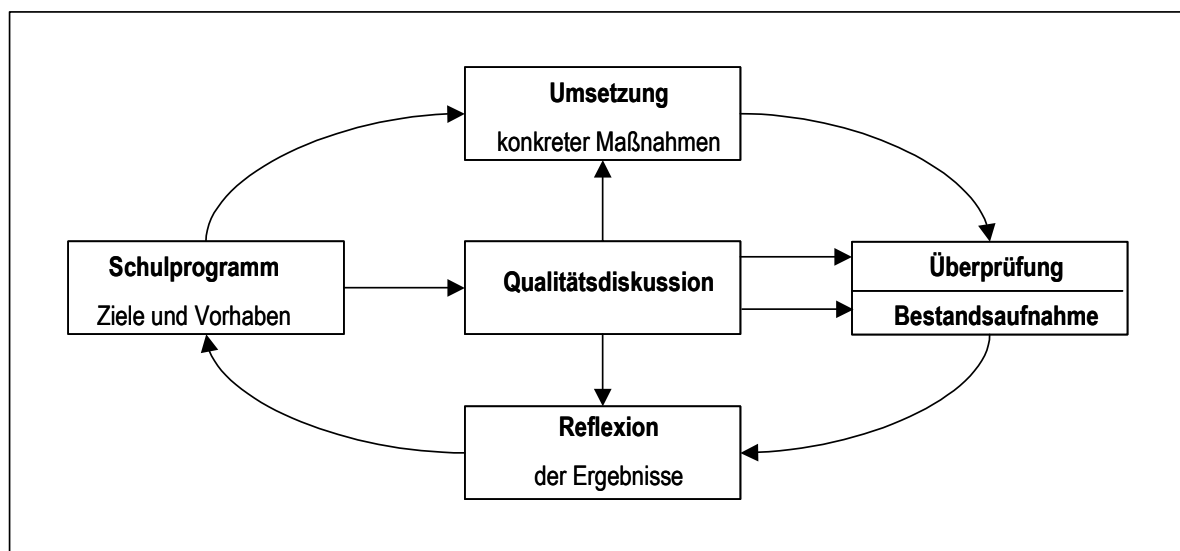 Umsetzung
konkreter Maßnahmen
Schulprogramm
Ziele und Vorhaben
Qualitätsdiskussion
Überprüfung
Bestandsaufnahme
Reflexion
der Ergebnisse